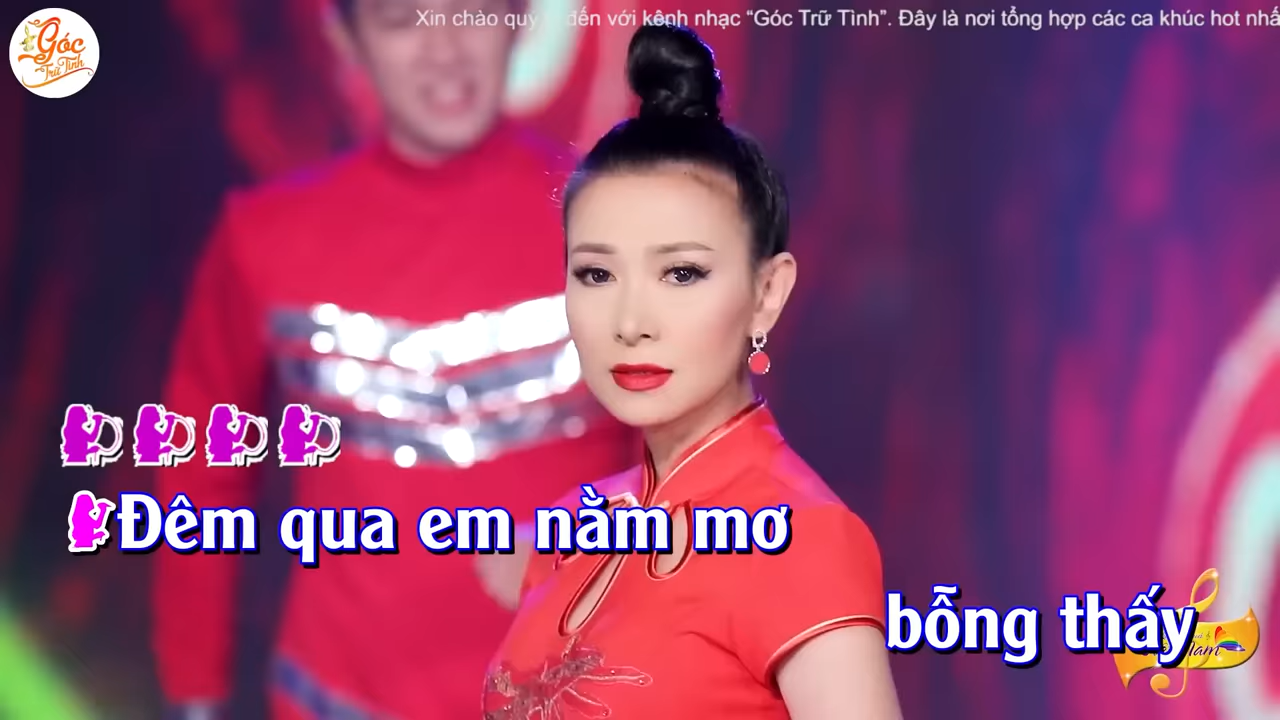 Xin chào quý đến với kênh nhạc “Góc Trữ Tình”. Đây là nơi tổng hợp các ca khúc hot nhấ
Góc
Trữ Tình
Đêm qua em nằm mơ
bỗng thấy
Nam